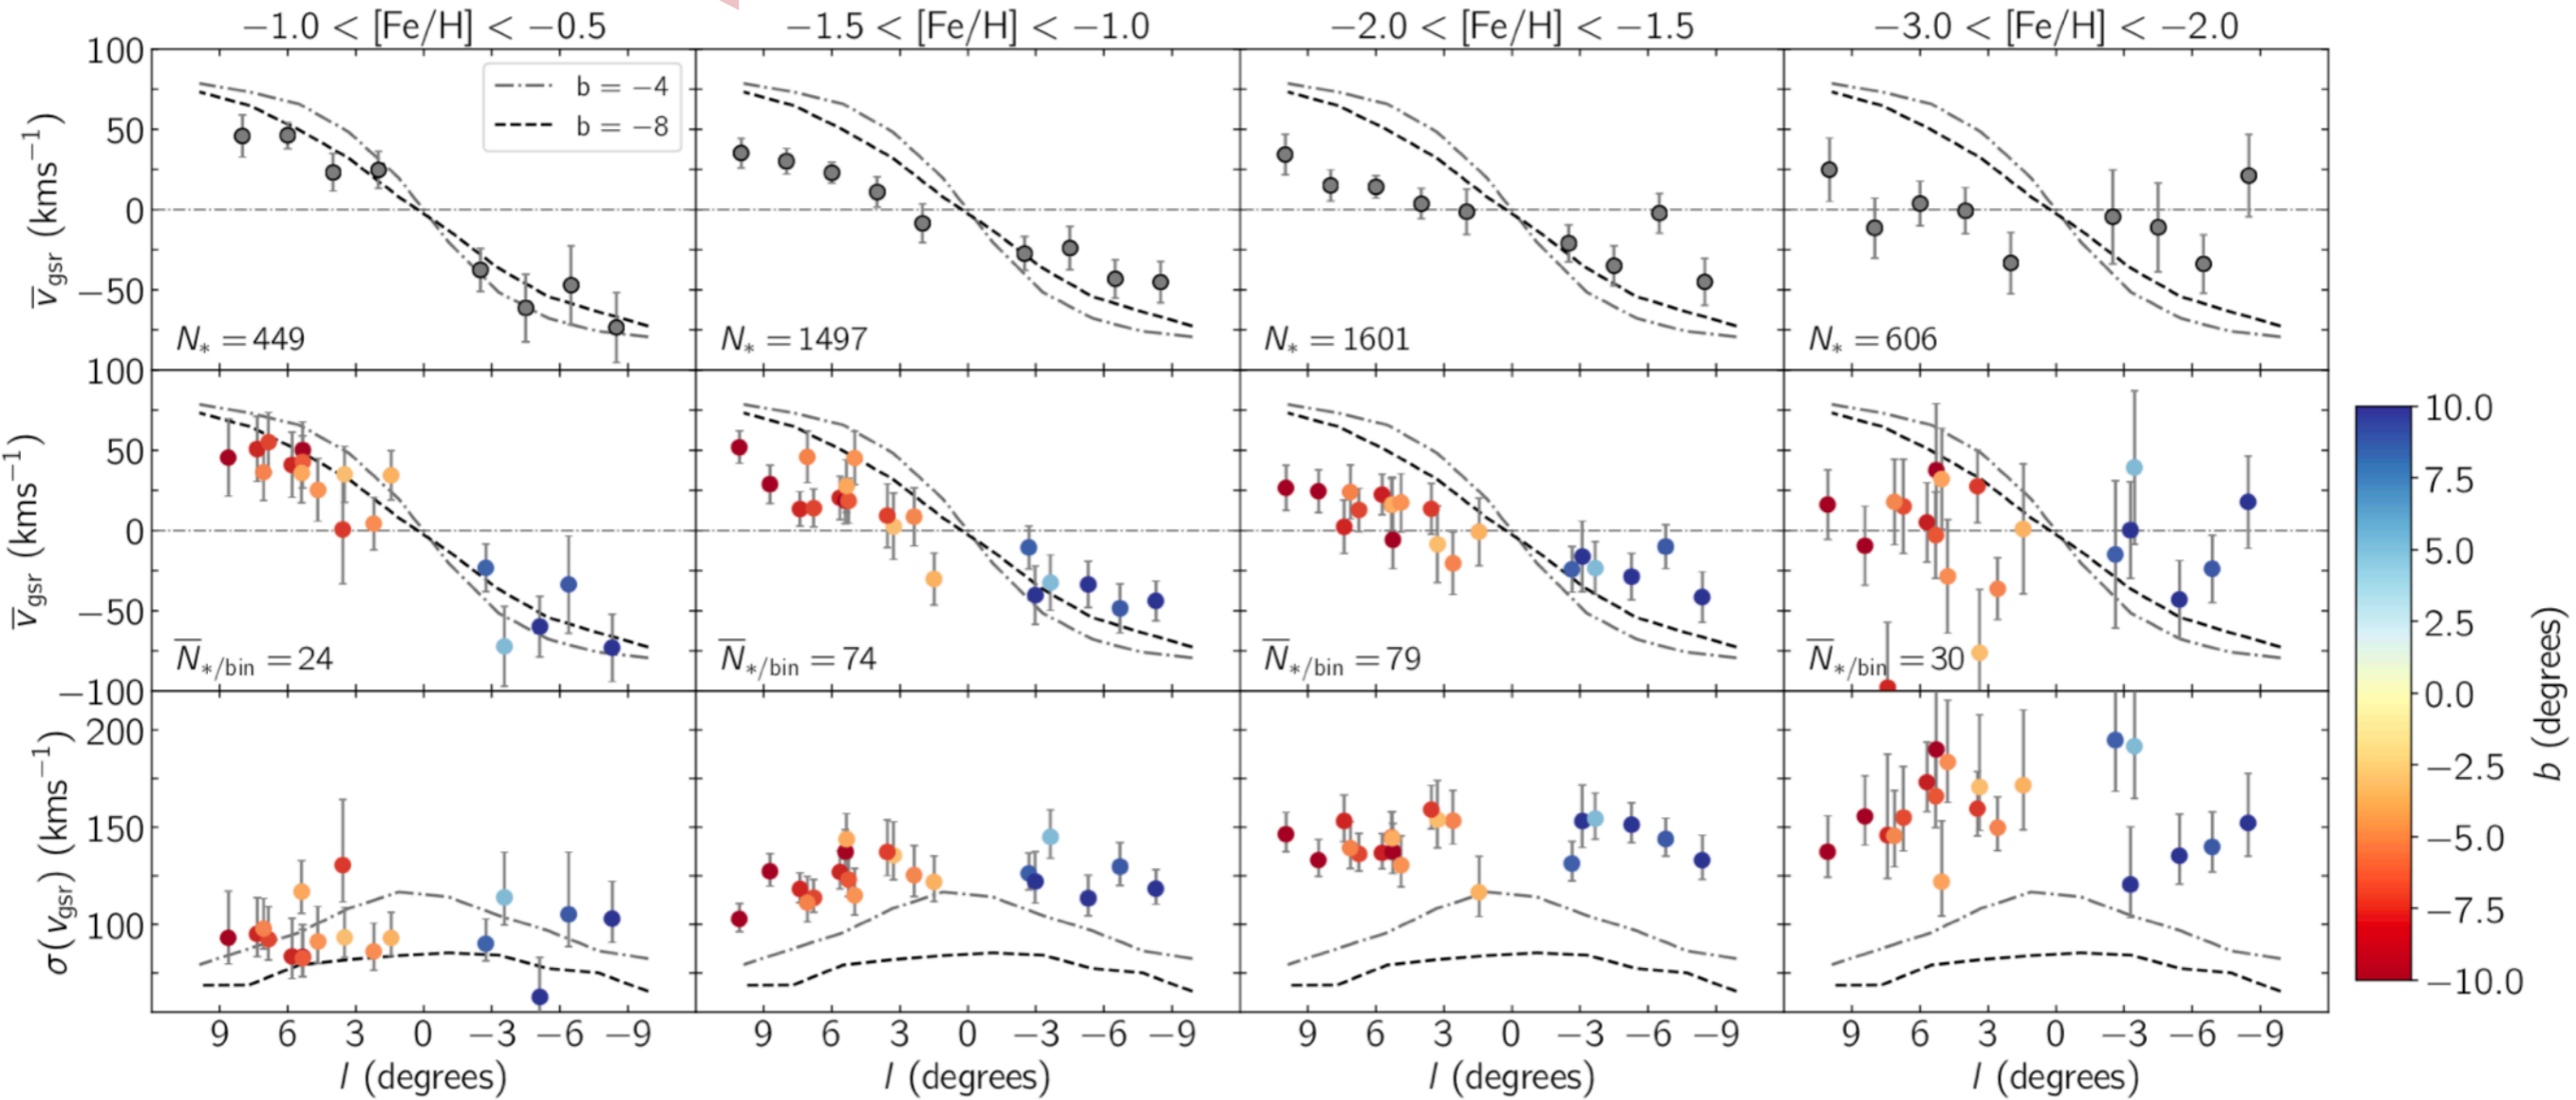 −1.0 < [Fe/H] < −0.5
−1.5 < [Fe/H] < −1.0
−2.0 < [Fe/H] < −1.5
−3.0 < [Fe/H] < −2.0
100
50
0
−50
v̅gsr (kms⁻¹)
b = −4
b = −8
N* = 449
N* = 1497
N* = 1601
N* = 606
100
50
0
−50
−100
v̅gsr (kms⁻¹)
N̅*/bin = 24
N̅*/bin = 74
N̅*/bin = 79
N̅*/bin = 30
200
150
100
σ(vgsr) (kms⁻¹)
9 6 3 0 −3 −6 −9
9 6 3 0 −3 −6 −9
9 6 3 0 −3 −6 −9
9 6 3 0 −3 −6 −9
l (degrees)
l (degrees)
l (degrees)
l (degrees)
10.0
7.5
5.0
2.5
0.0
−2.5
−5.0
−7.5
−10.0
b (degrees)